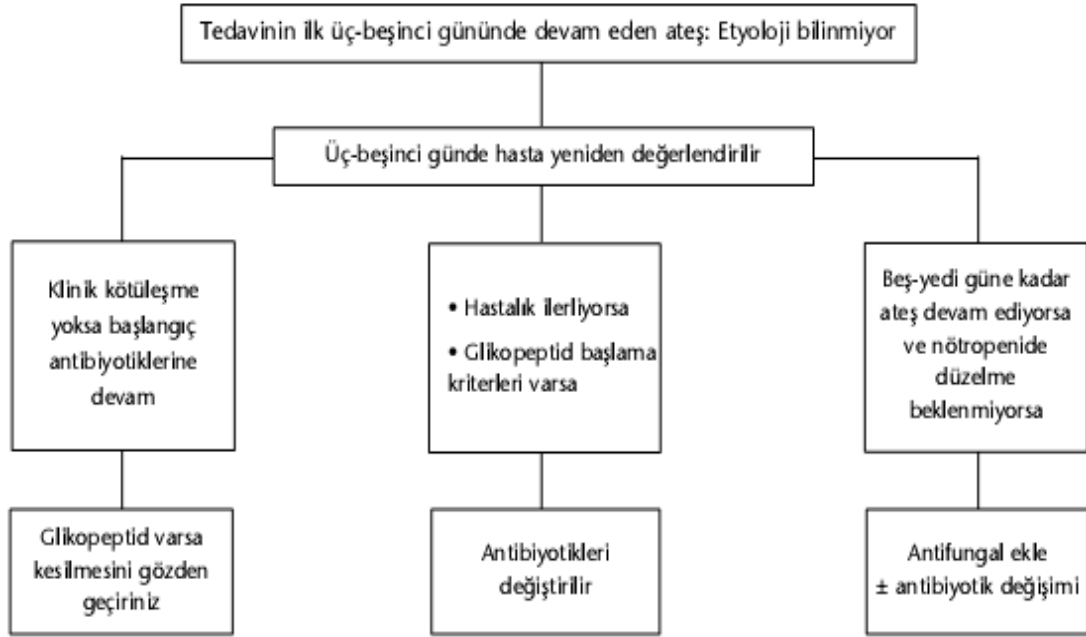 Tedavinin ilk üç-beşinci gününde devam eden ateş: Etyoloji bilinmiyor
Üç-beşinci günde hasta yeniden değerlendirilir
Klinik kötüleşme
yoksa başlangıç
antibiyotiklerine
devam
• Hastalık ilerliyorsa
• Glikopeptid başlama
kriterleri varsa
Beş-yedi güne kadar
ateş devam ediyorsa
ve nötropenide
düzelme
beklenmiyorsa
Glikopeptid varsa
kesilmesini gözden
geçiriniz
Antibiyotikleri
değiştirilir
Antifungal ekle
± antibiyotik değişimi